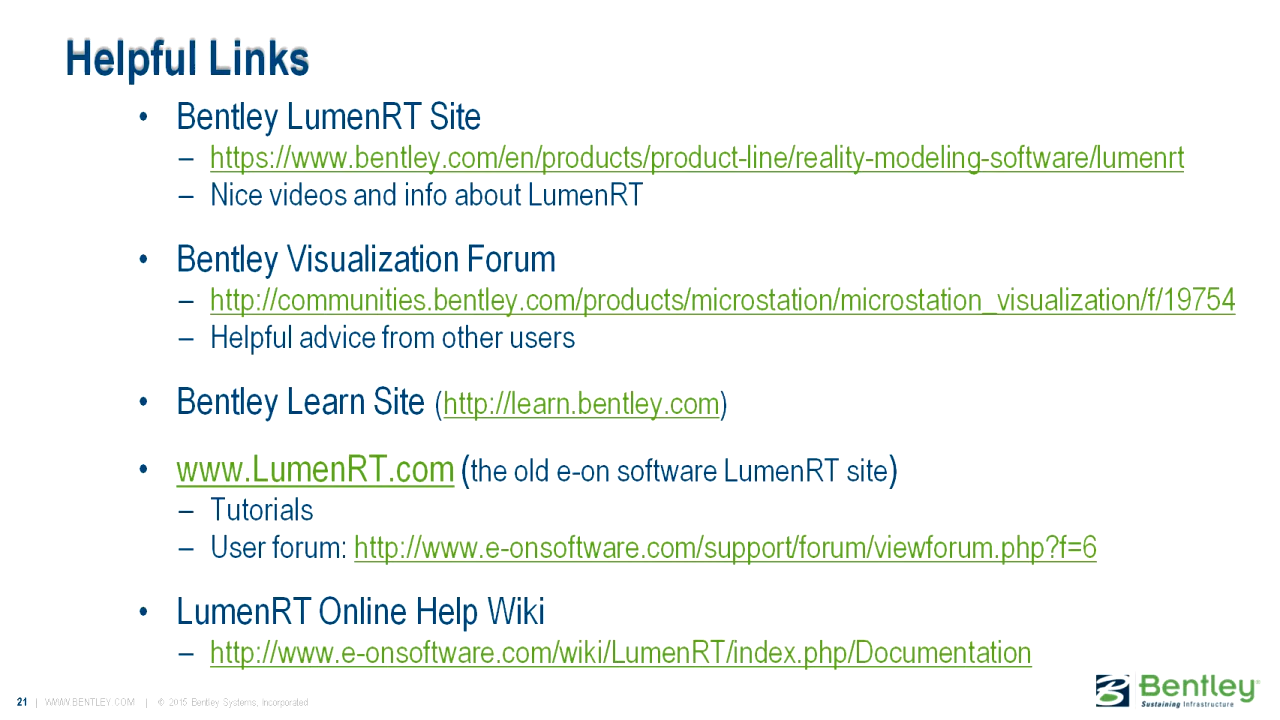 Helpful Links
• Bentley LumenRT Site
– https://www.bentley.com/en/products/product-line/reality-modeling-software/lumenrt
– Nice videos and info about LumenRT
• Bentley Visualization Forum
– http://communities.bentley.com/products/microstation/microstation_visualization/f/19754
– Helpful advice from other users
• Bentley Learn Site (http://learn.bentley.com)
• www.LumenRT.com (the old e-on software LumenRT site)
– Tutorials
– User forum: http://www.e-onsoftware.com/support/forum/viewforum.php?f=6
• LumenRT Online Help Wiki
– http://www.e-onsoftware.com/wiki/LumenRT/index.php/Documentation
21 | WWW.BENTLEY.COM | © 2015 Bentley Systems, Incorporated
Bentley®
Sustaining Infrastructure